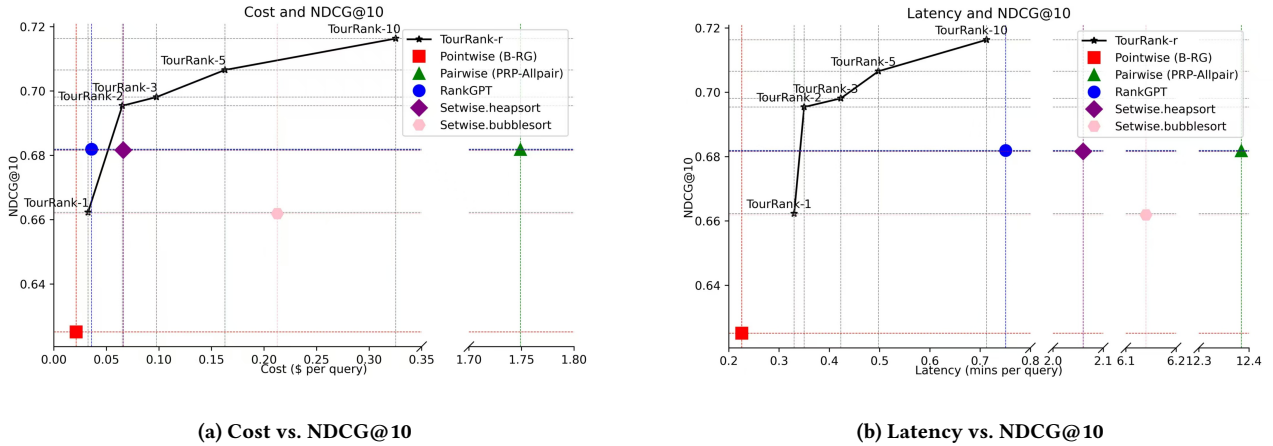 Cost and NDCG@10
0.72
0.70
0.68
0.66
0.64
NDCG@10
TourRank-10
TourRank-5
TourRank-3
TourRank-2
TourRank-1
TourRank-r
Pointwise (B-RG)
Pairwise (PRP-Allpair)
RankGPT
Setwise.heapsort
Setwise.bubblesort
0.00 0.05 0.10 0.15 0.20 0.25 0.30 0.35 1.70 1.75 1.80
Cost ($ per query)
(a) Cost vs. NDCG@10
Latency and NDCG@10
0.72
0.70
0.68
0.66
0.64
NDCG@10
TourRank-10
TourRank-5
TourRank-3
TourRank-2
TourRank-1
TourRank-r
Pointwise (B-RG)
Pairwise (PRP-Allpair)
RankGPT
Setwise.heapsort
Setwise.bubblesort
0.2 0.3 0.4 0.5 0.6 0.7 0.8 2.0 2.1 6.1 6.2 12.3 12.4
Latency (mins per query)
(b) Latency vs. NDCG@10